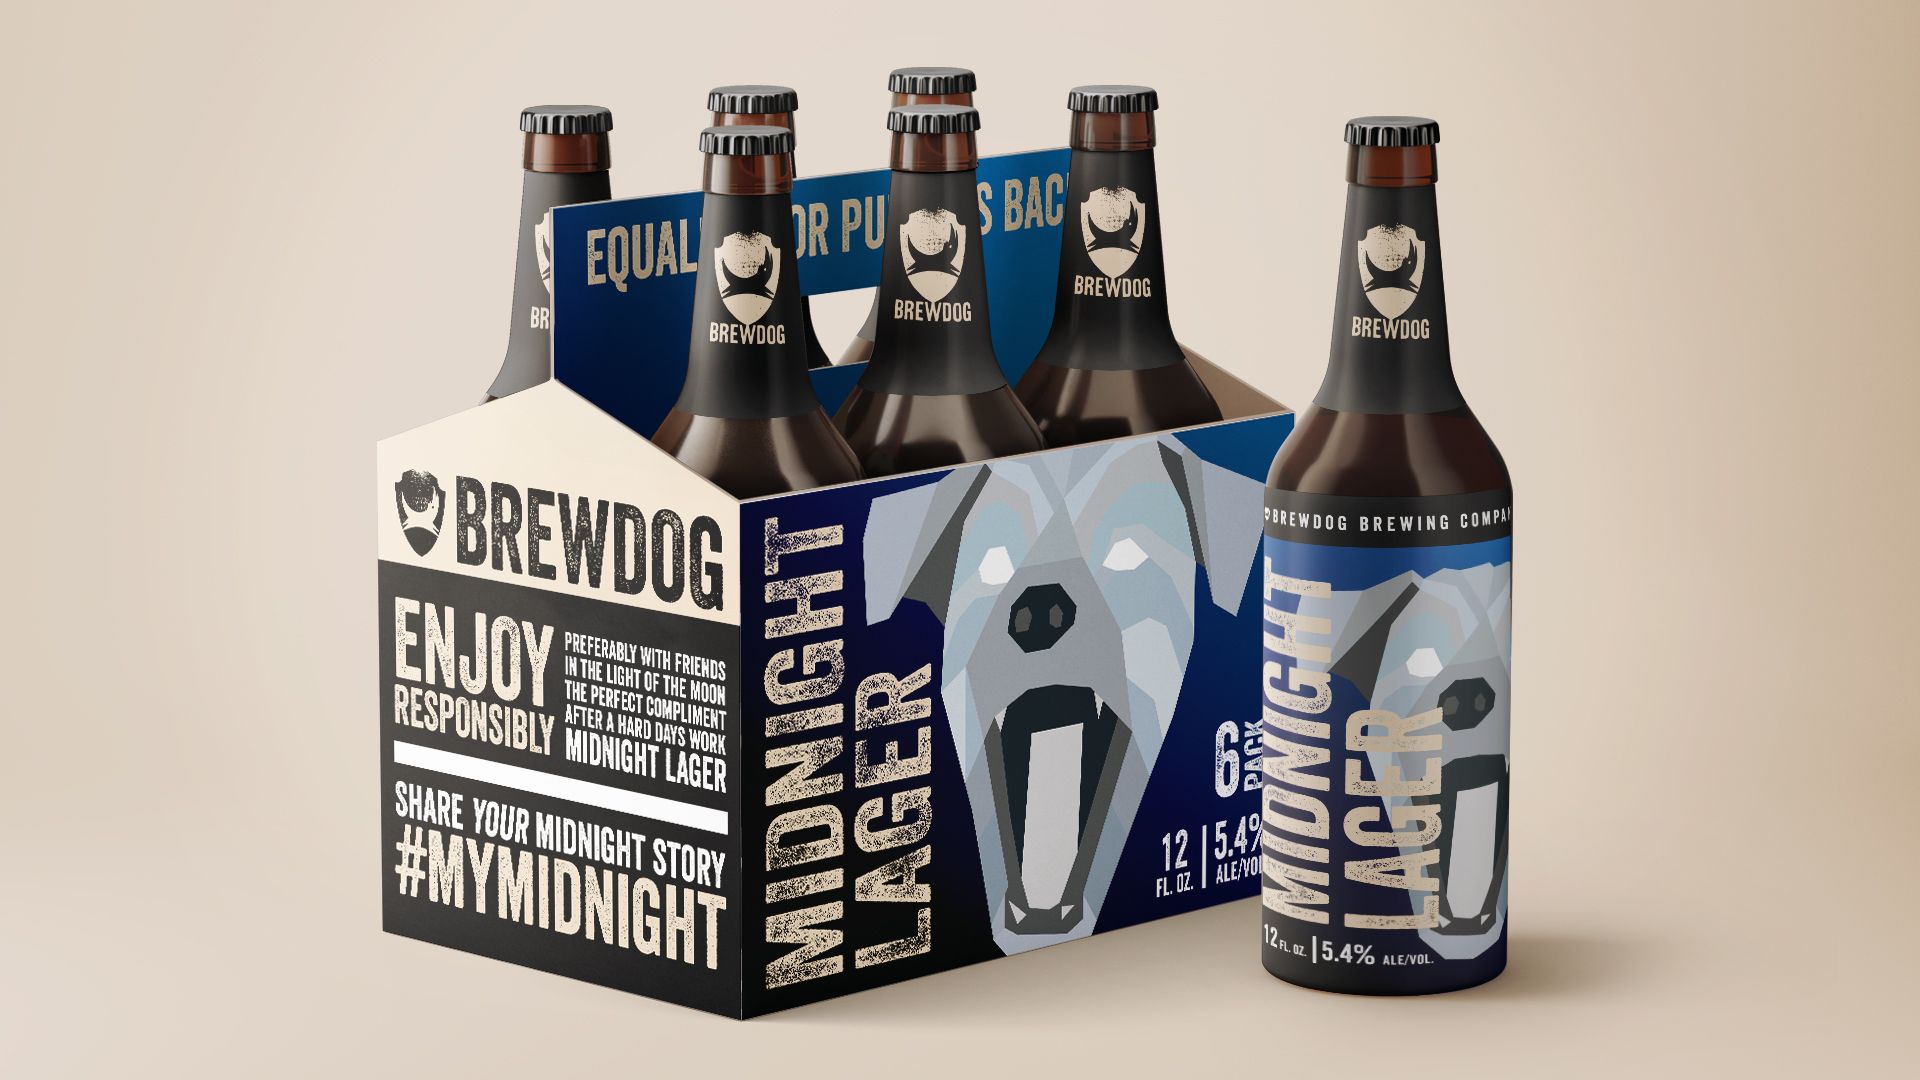 EQUAL OR PU S BAC
BREWDOG
BREWDOG
BREWDOG
BREWDOG
BREWDOG
ENJOY
RESPONSIBLY
PREFERABLY WITH FRIENDS
IN THE LIGHT OF THE MOON
THE PERFECT COMPLIMENT
AFTER A HARD DAYS WORK
MIDNIGHT LAGER
SHARE YOUR MIDNIGHT STORY
#MYMIDNIGHT
MIDNIGHT
LAGER
6 PACK
12 FL. OZ. | 5.4% ALE/VOL
BREWDOG BREWING COMPAN
MIDNIGHT
LAGER
12 FL. OZ. | 5.4% ALE/VOL.